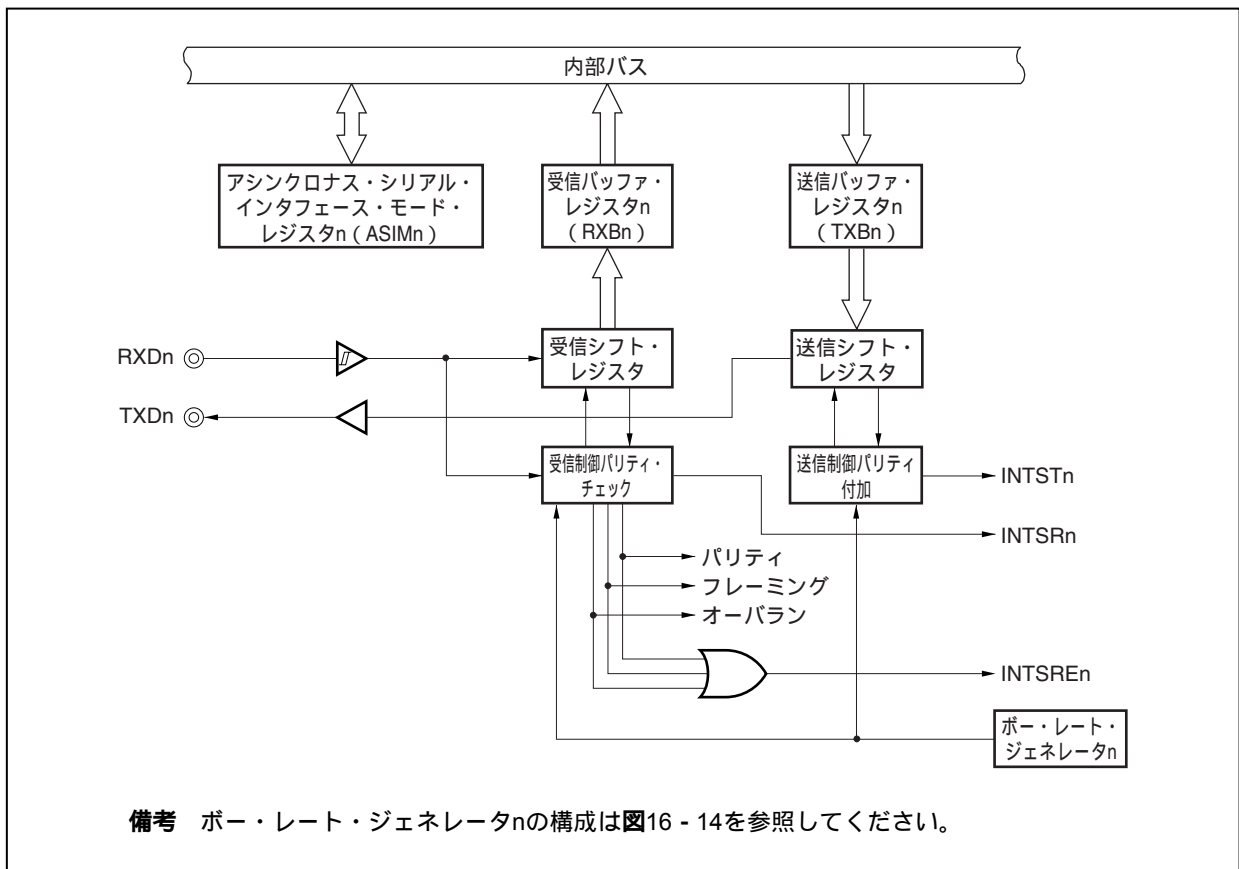 内部バス
アシンクロナス・シリアル・
インタフェース・モード・
レジスタn（ASIMn）
受信バッファ・
レジスタn
（RXBn）
送信バッファ・
レジスタn
（TXBn）
RXDn
受信シフト・
レジスタ
送信シフト・
レジスタ
TXDn
受信制御パリティ・
チェック
送信制御パリティ
付加
INTSTn
INTSRn
パリティ
フレーミング
オーバラン
INTSREn
ボー・レート・
ジェネレータn
備考　ボー・レート・ジェネレータnの構成は図16 - 14を参照してください。